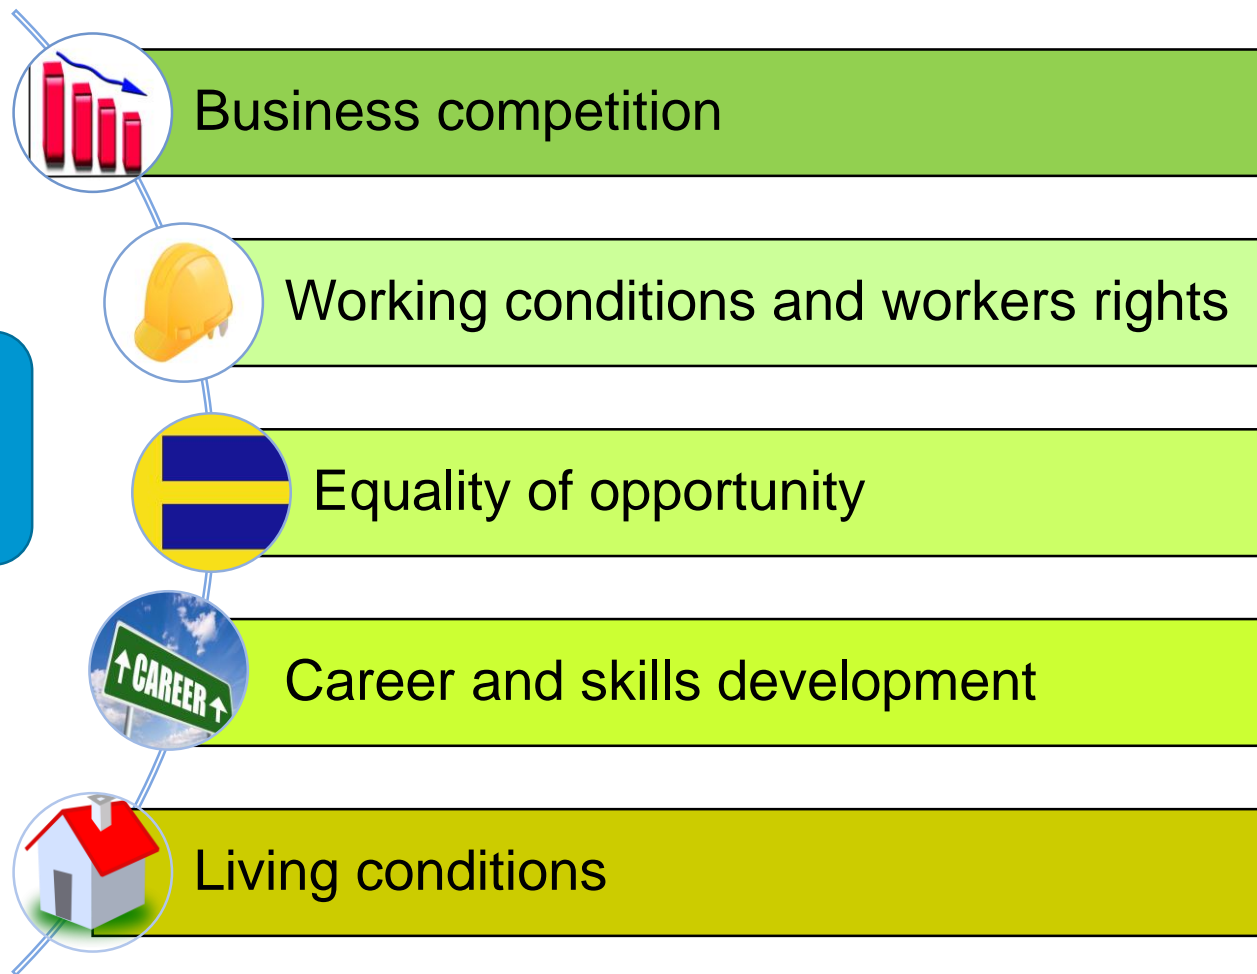 Business competition
Working conditions and workers rights
Equality of opportunity
CAREER
Career and skills development
Living conditions